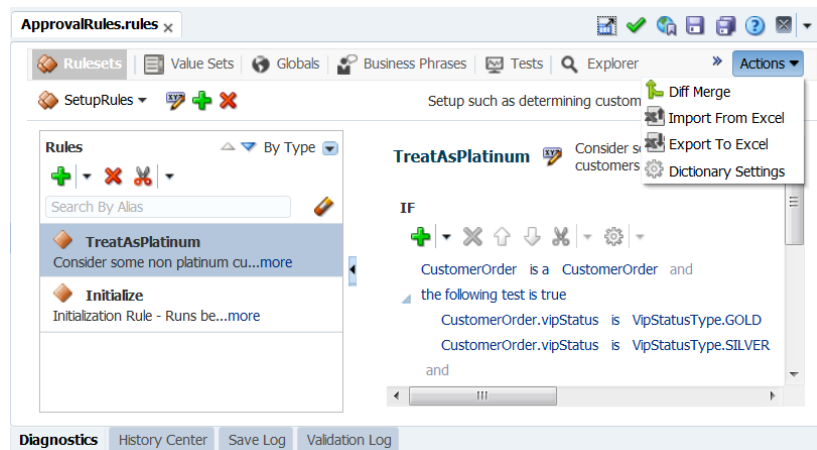 ApprovalRules.rules x
Rulesets Value Sets Globals Business Phrases Tests Explorer » Actions
Diff Merge
Import From Excel
Export To Excel
Dictionary Settings
SetupRules Setup such as determining custom
Rules By Type
Search By Alias
TreatAsPlatinum
Consider some non platinum cu...more
Initialize
Initialization Rule - Runs be...more
TreatAsPlatinum Consider
customers
IF
CustomerOrder is a CustomerOrder and
the following test is true
CustomerOrder.vipStatus is VipStatusType.GOLD
CustomerOrder.vipStatus is VipStatusType.SILVER
and
Diagnostics History Center Save Log Validation Log